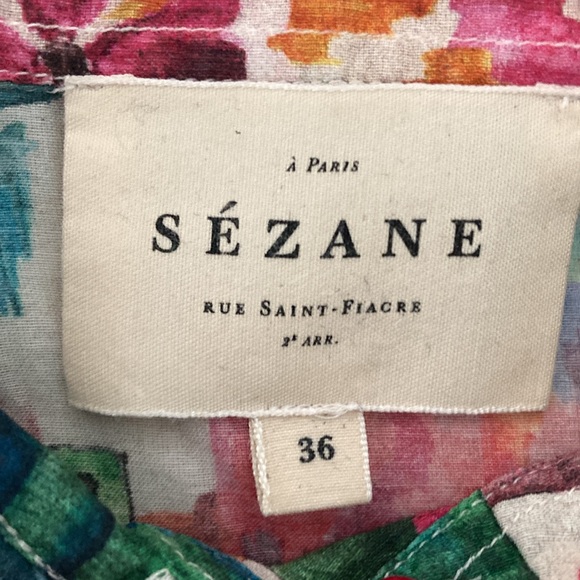 À PARIS
SÉZANE
RUE SAINT-FIACRE
2ᵉ ARR.
36